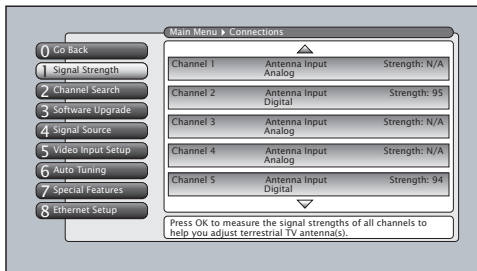 Main Menu ▶ Connections
0 Go Back
1 Signal Strength
2 Channel Search
3 Software Upgrade
4 Signal Source
5 Video Input Setup
6 Auto Tuning
7 Special Features
8 Ethernet Setup
Channel 1 Antenna Input Strength: N/A
Analog
Channel 2 Antenna Input Strength: 95
Digital
Channel 3 Antenna Input Strength: N/A
Analog
Channel 4 Antenna Input Strength: N/A
Analog
Channel 5 Antenna Input Strength: 94
Digital
Press OK to measure the signal strengths of all channels to
help you adjust terrestrial TV antenna(s).